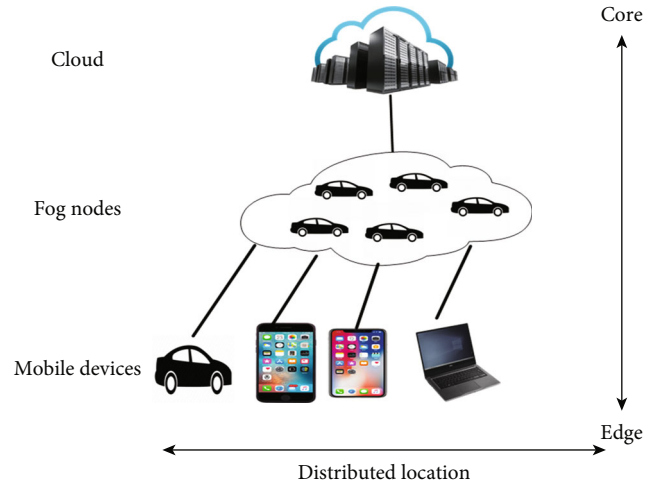 Core
Cloud
Fog nodes
Mobile devices
Edge
Distributed location